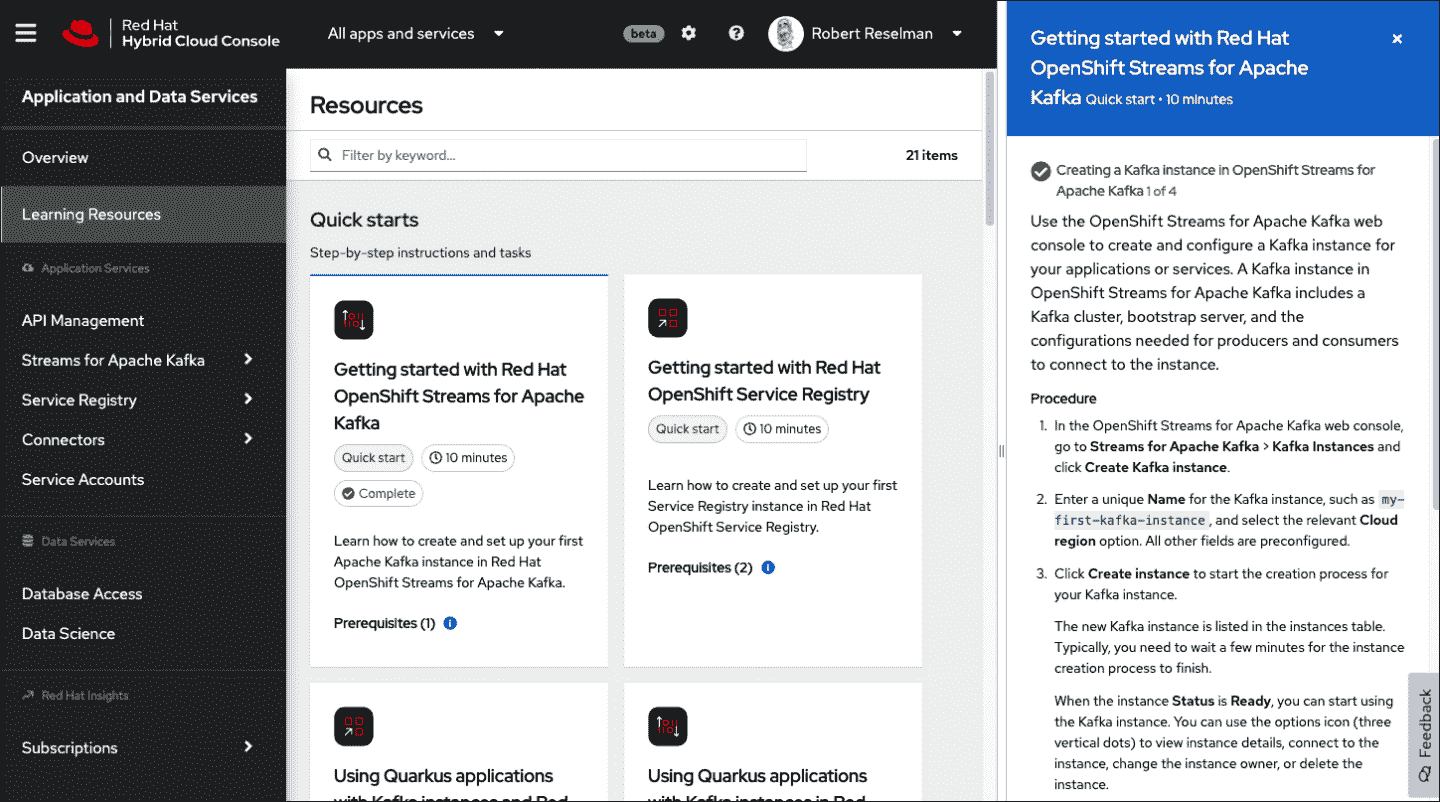 Red Hat
Hybrid Cloud Console
All apps and services
beta
Robert Reselman
Application and Data Services
Overview
Learning Resources
Application Services
API Management
Streams for Apache Kafka
Service Registry
Connectors
Service Accounts
Data Services
Database Access
Data Science
Red Hat Insights
Subscriptions
Resources
Filter by keyword...
21 items
Quick starts
Step-by-step instructions and tasks
Getting started with Red Hat
OpenShift Streams for Apache
Kafka
Quick start
10 minutes
Complete
Learn how to create and set up your first
Apache Kafka instance in Red Hat
OpenShift Streams for Apache Kafka.
Prerequisites (1)
Getting started with Red Hat
OpenShift Service Registry
Quick start
10 minutes
Learn how to create and set up your first
Service Registry instance in Red Hat
OpenShift Service Registry.
Prerequisites (2)
Using Quarkus applications
with Kafka instances and Red
Using Quarkus applications
with Kafka instances in Red
Getting started with Red Hat
OpenShift Streams for Apache
Kafka Quick start • 10 minutes
Creating a Kafka instance in OpenShift Streams for
Apache Kafka 1 of 4
Use the OpenShift Streams for Apache Kafka web
console to create and configure a Kafka instance for
your applications or services. A Kafka instance in
OpenShift Streams for Apache Kafka includes a
Kafka cluster, bootstrap server, and the
configurations needed for producers and consumers
to connect to the instance.
Procedure
1. In the OpenShift Streams for Apache Kafka web console,
go to Streams for Apache Kafka > Kafka Instances and
click Create Kafka instance.
2. Enter a unique Name for the Kafka instance, such as my-
first-kafka-instance, and select the relevant Cloud
region option. All other fields are preconfigured.
3. Click Create instance to start the creation process for
your Kafka instance.
The new Kafka instance is listed in the instances table.
Typically, you need to wait a few minutes for the instance
creation process to finish.
When the instance Status is Ready, you can start using
the Kafka instance. You can use the options icon (three
vertical dots) to view instance details, connect to the
instance, change the instance owner, or delete the
instance.
Feedback